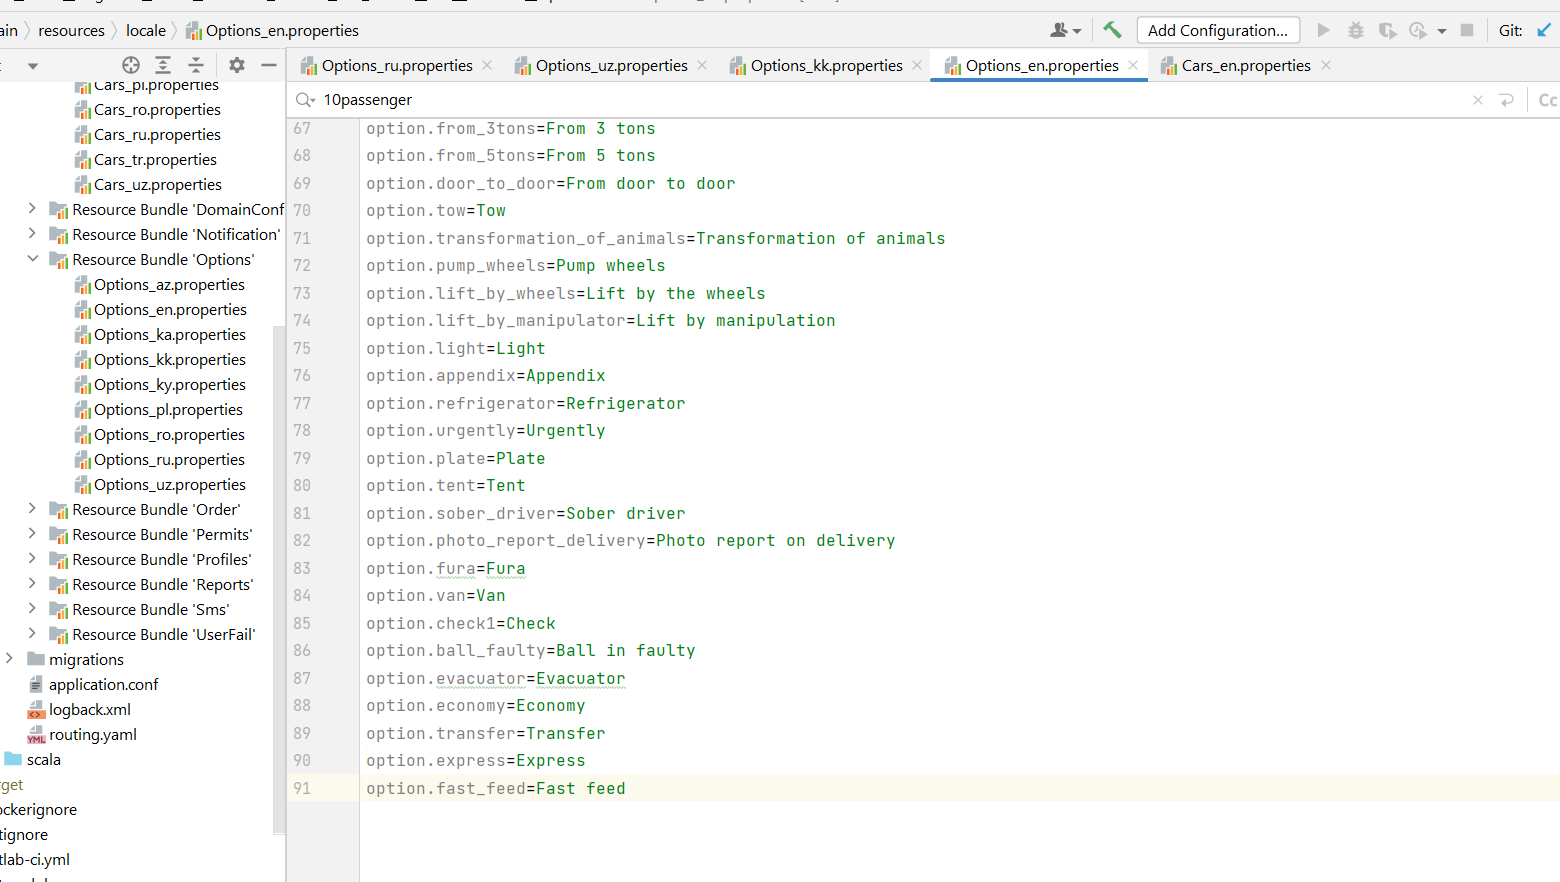 ain resources locale Options_en.properties Add Configuration... Git:
Options_ru.properties Options_uz.properties Options_kk.properties Options_en.properties Cars_en.properties
10passenger Cc
Cars_pl.properties
Cars_ro.properties
Cars_ru.properties
Cars_tr.properties
Cars_uz.properties
Resource Bundle 'DomainConf
Resource Bundle 'Notification'
Resource Bundle 'Options'
Options_az.properties
Options_en.properties
Options_ka.properties
Options_kk.properties
Options_ky.properties
Options_pl.properties
Options_ro.properties
Options_ru.properties
Options_uz.properties
Resource Bundle 'Order'
Resource Bundle 'Permits'
Resource Bundle 'Profiles'
Resource Bundle 'Reports'
Resource Bundle 'Sms'
Resource Bundle 'UserFail'
migrations
application.conf
logback.xml
YML routing.yaml
scala
rget
ockerignore
tignore
tlab-ci.yml
67 option.from_3tons=From 3 tons
68 option.from_5tons=From 5 tons
69 option.door_to_door=From door to door
70 option.tow=Tow
71 option.transformation_of_animals=Transformation of animals
72 option.pump_wheels=Pump wheels
73 option.lift_by_wheels=Lift by the wheels
74 option.lift_by_manipulator=Lift by manipulation
75 option.light=Light
76 option.appendix=Appendix
77 option.refrigerator=Refrigerator
78 option.urgently=Urgently
79 option.plate=Plate
80 option.tent=Tent
81 option.sober_driver=Sober driver
82 option.photo_report_delivery=Photo report on delivery
83 option.fura=Fura
84 option.van=Van
85 option.check1=Check
86 option.ball_faulty=Ball in faulty
87 option.evacuator=Evacuator
88 option.economy=Economy
89 option.transfer=Transfer
90 option.express=Express
91 option.fast_feed=Fast feed